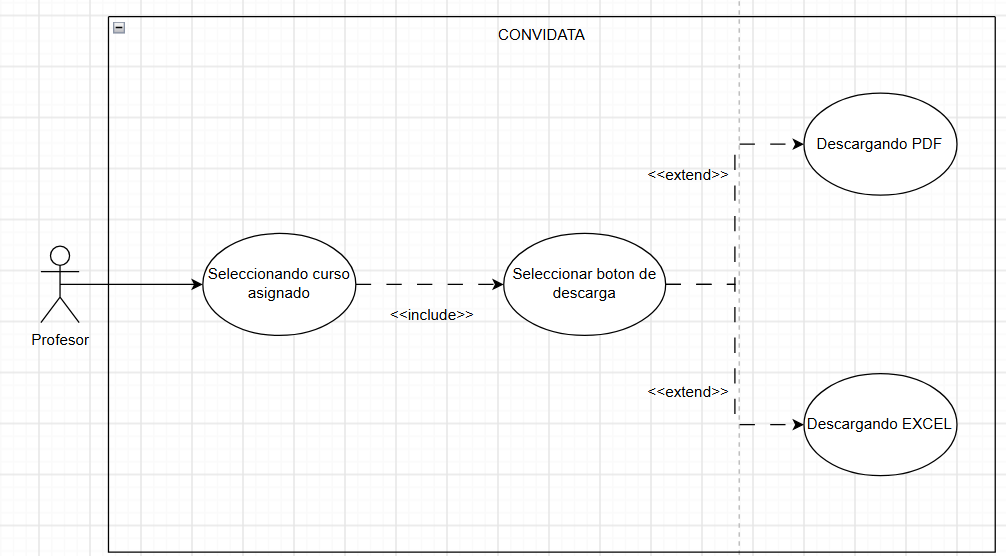 CONVIDATA
Descargando PDF
<<extend>>
Seleccionando curso
asignado
Seleccionar boton de
descarga
<<include>>
Profesor
<<extend>>
Descargando EXCEL